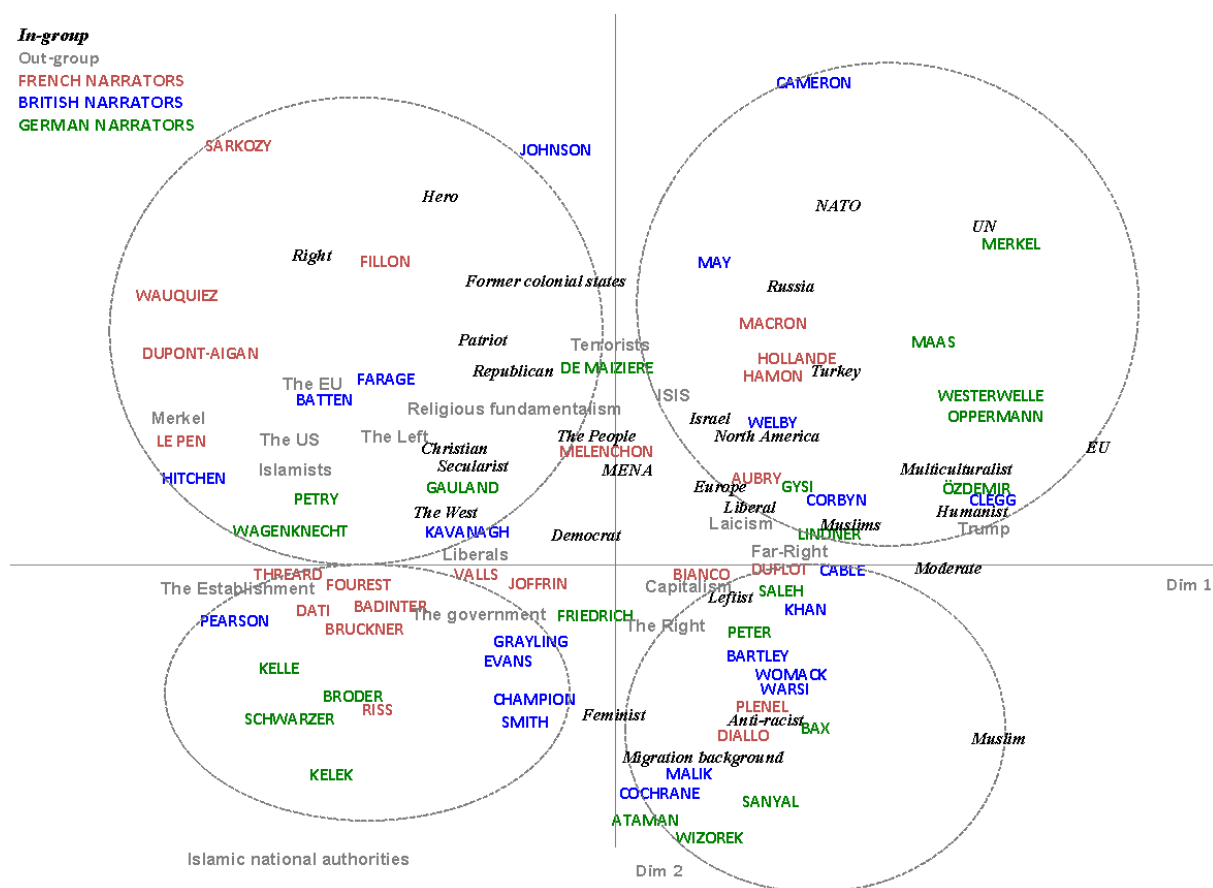 In-group
Out-group
FRENCH NARRATORS
BRITISH NARRATORS
GERMAN NARRATORS
CAMERON
SARKOZY
JOHNSON
Hero
NATO
UN
MERKEL
Right
FILLON
MAY
Former colonial states
Russia
WAUQUIEZ
MACRON
Patriot
Terrorists
MAAS
DUPONT-AIGAN
HOLLANDE
Republican
DE MAIZIERE
HAMON
Turkey
The EU
FARAGE
BATTEN
ISIS
WESTERWELLE
Religious fundamentalism
OPPERMANN
Merkel
Israel
WELBY
LE PEN
The US
The Left
The People
North America
Christian
MELENCHON
EU
Islamists
Secularist
MENA
Multiculturalist
HITCHEN
AUBRY
PETRY
GAULAND
Europe
GYSI
ÖZDEMIR
CORBYN
CLEGG
The West
Liberal
Humanist
WAGENKNECHT
KAVANAGH
Democrat
Laicism
Muslims
LINDNER
Trump
Liberals
Far-Right
THREARD
VALLS
BIANCO
DUFLOT
CABLE
Moderate
The Establishment
FOUREST
JOFFRIN
Capitalism
SALEH
Dim 1
DATI
BADINTER
Leftist
KHAN
PEARSON
The government
FRIEDRICH
The Right
BRUCKNER
PETER
GRAYLING
KELLE
EVANS
BARTLEY
WOMACK
BRODER
CHAMPION
WARSI
SCHWARZER
RISS
SMITH
Feminist
PLENEL
Anti-racist
DIALLO
BAX
Muslim
Migration background
KELEK
MALIK
COCHRANE
SANYAL
ATAMAN
WIZOREK
Islamic national authorities
Dim 2